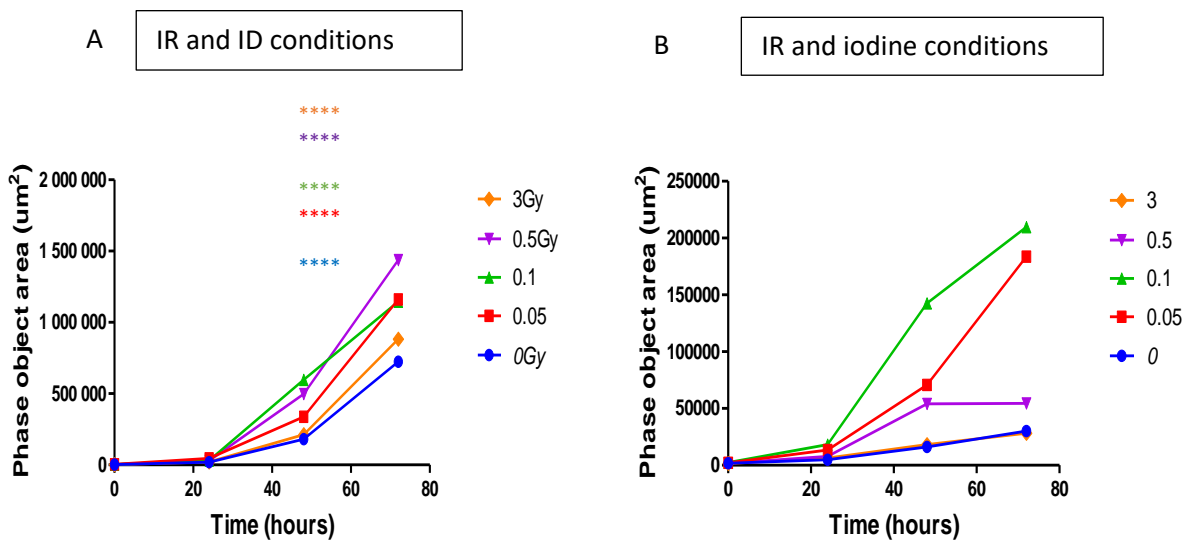 A
IR and ID conditions
****
****
****
****
****
Phase object area (um²)
2 000 000
1 500 000
1 000 000
500 000
0
0 20 40 60 80
Time (hours)
3Gy
0.5Gy
0.1
0.05
0Gy
B
IR and iodine conditions
Phase object area (um²)
250000
200000
150000
100000
50000
0
0 20 40 60 80
Time (hours)
3
0.5
0.1
0.05
0